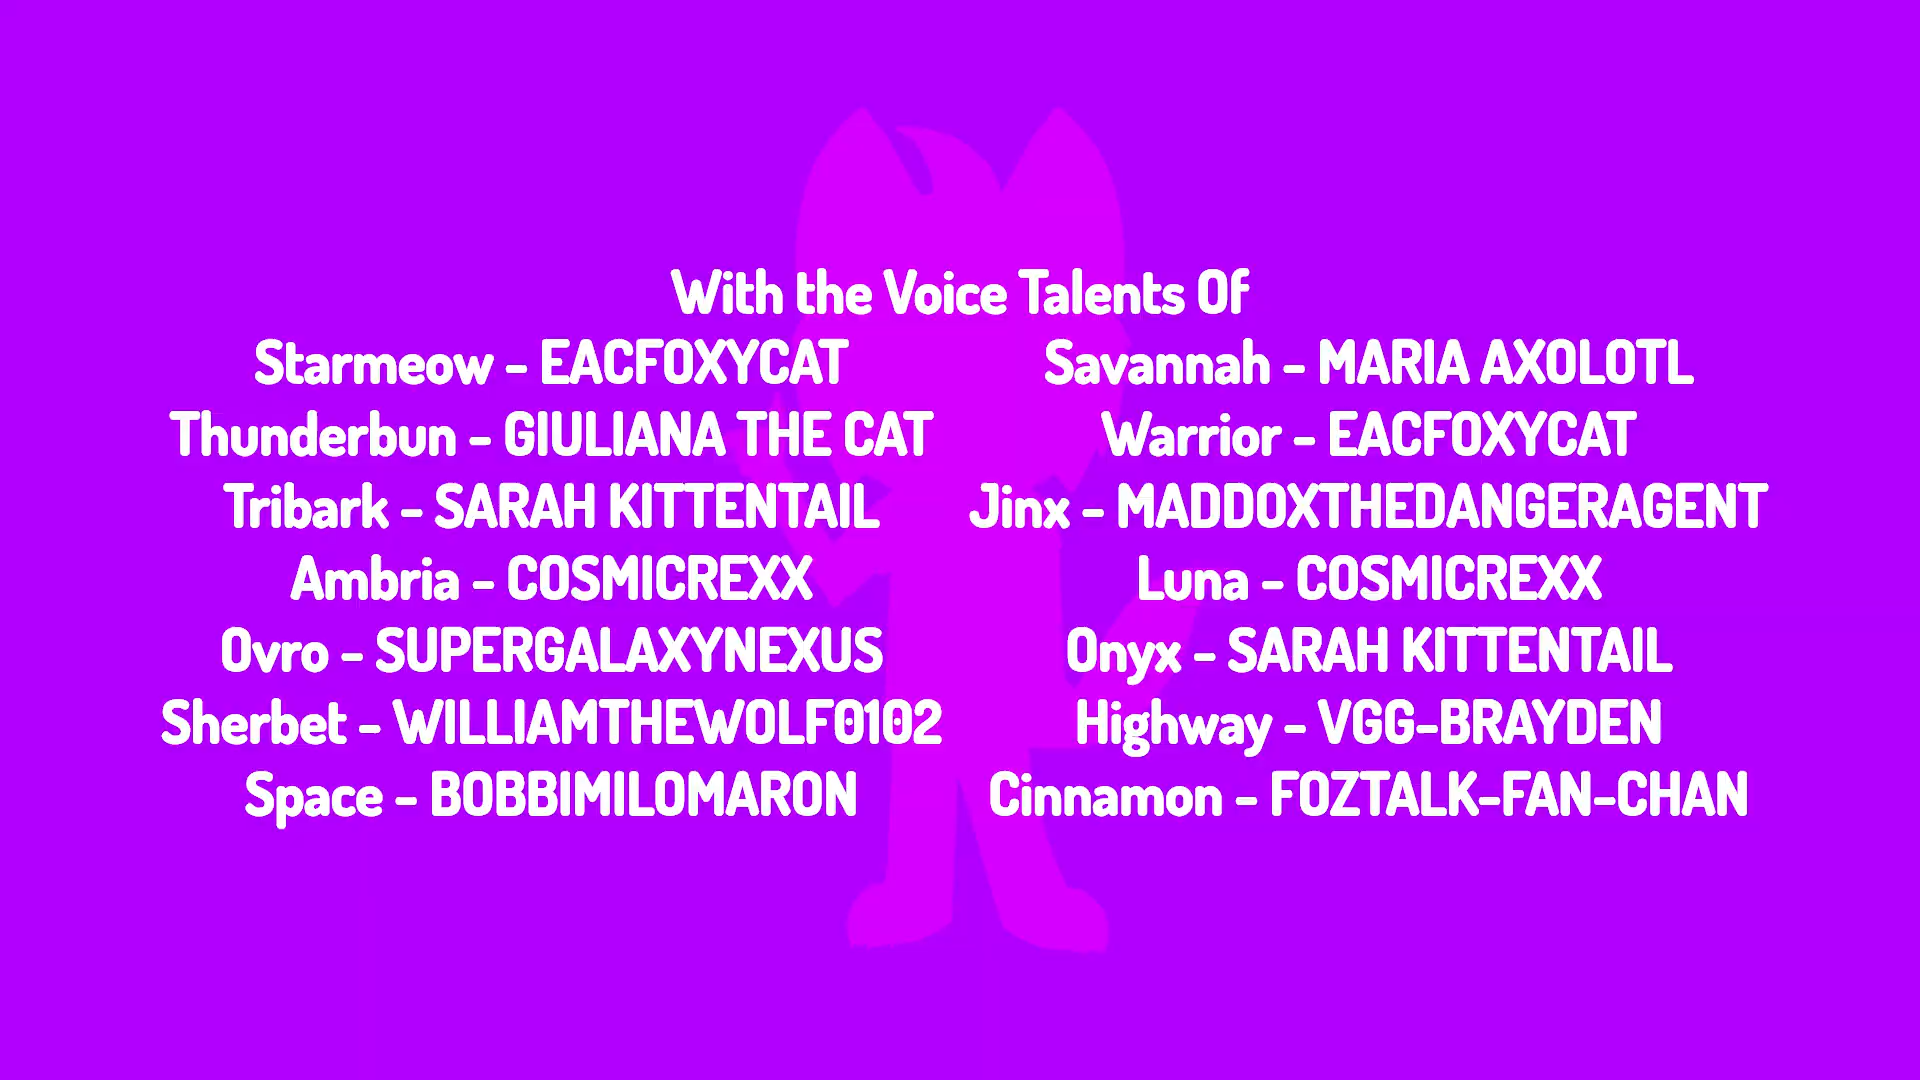 With the Voice Talents Of
Starmeow - EACFOXYCAT
Thunderbun - GIULIANA THE CAT
Tribark - SARAH KITTENTAIL
Ambria - COSMICREXX
Ovro - SUPERGALAXYNEXUS
Sherbet - WILLIAMTHEWOLF0102
Space - BOBBIMILOMARON
Savannah - MARIA AXOLOTL
Warrior - EACFOXYCAT
Jinx - MADDOXTHEDANGERAGENT
Luna - COSMICREXX
Onyx - SARAH KITTENTAIL
Highway - VGG-BRAYDEN
Cinnamon - FOZTALK-FAN-CHAN